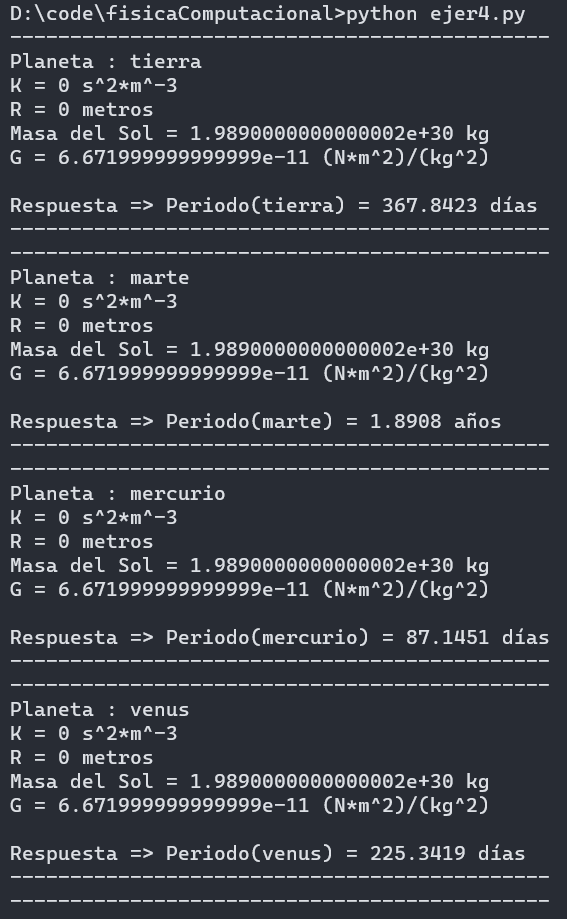 D:\code\fisicaComputacional>python ejer4.py
---------------------------------------------
Planeta : tierra
K = 0 s^2*m^-3
R = 0 metros
Masa del Sol = 1.9890000000000002e+30 kg
G = 6.671999999999999e-11 (N*m^2)/(kg^2)
Respuesta => Periodo(tierra) = 367.8423 días
---------------------------------------------
---------------------------------------------
Planeta : marte
K = 0 s^2*m^-3
R = 0 metros
Masa del Sol = 1.9890000000000002e+30 kg
G = 6.671999999999999e-11 (N*m^2)/(kg^2)
Respuesta => Periodo(marte) = 1.8908 años
---------------------------------------------
---------------------------------------------
Planeta : mercurio
K = 0 s^2*m^-3
R = 0 metros
Masa del Sol = 1.9890000000000002e+30 kg
G = 6.671999999999999e-11 (N*m^2)/(kg^2)
Respuesta => Periodo(mercurio) = 87.1451 días
---------------------------------------------
---------------------------------------------
Planeta : venus
K = 0 s^2*m^-3
R = 0 metros
Masa del Sol = 1.9890000000000002e+30 kg
G = 6.671999999999999e-11 (N*m^2)/(kg^2)
Respuesta => Periodo(venus) = 225.3419 días
---------------------------------------------
---------------------------------------------